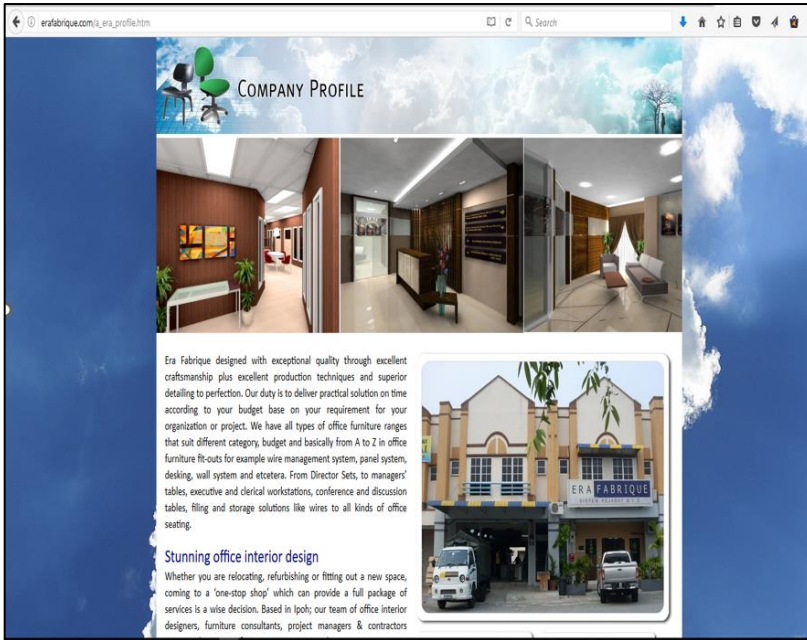 erafabrique.com/a_era_profile.htm
Search
COMPANY PROFILE
Era Fabrique designed with exceptional quality through excellent
craftsmanship plus excellent production techniques and superior
detailing to perfection. Our duty is to deliver practical solution on time
according to your budget base on your requirement for your
organization or project. We have all types of office furniture ranges
that suit different category, budget and basically from A to Z in office
furniture fit-outs for example wire management system, panel system,
desking, wall system and etcetera. From Director Sets, to managers'
tables, executive and clerical workstations, conference and discussion
tables, filing and storage solutions like wires to all kinds of office
seating.
ERA FABRIQUE
SISTEM PEJABAT
Stunning office interior design
Whether you are relocating, refurbishing or fitting out a new space,
coming to a 'one-stop shop' which can provide a full package of
services is a wise decision. Based in Ipoh; our team of office interior
designers, furniture consultants, project managers & contractors